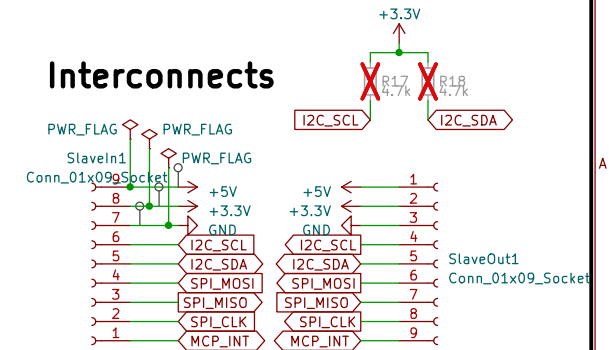 +3.3V
Interconnects
R17
4.7k
R18
4.7k
I2C_SCL
I2C_SDA
PWR_FLAG
PWR_FLAG
SlaveIn1
PWR_FLAG
Conn_01x09_Socket
9
+5V
8
+3.3V
7
GND
6
I2C_SCL
5
I2C_SDA
4
SPI_MOSI
3
SPI_MISO
2
SPI_CLK
1
MCP_INT
+5V
1
+3.3V
2
GND
3
I2C_SCL
4
I2C_SDA
5
SPI_MOSI
6
SPI_MISO
7
SPI_CLK
8
MCP_INT
9
SlaveOut1
Conn_01x09_Socket
A